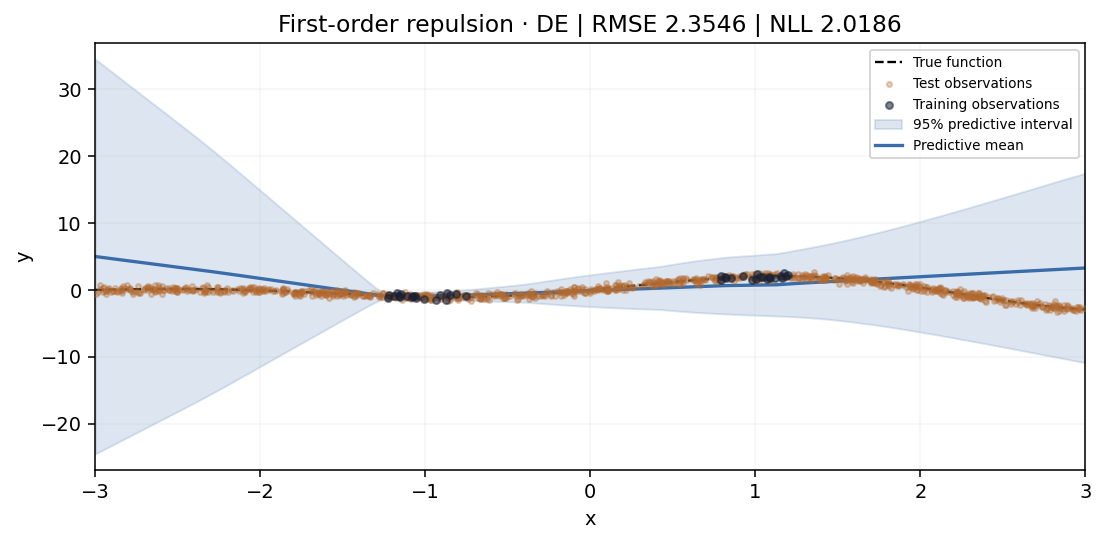 First-order repulsion · DE | RMSE 2.3546 | NLL 2.0186
True function
Test observations
Training observations
95% predictive interval
Predictive mean
y
30
20
10
0
−10
−20
−3
−2
−1
0
1
2
3
x